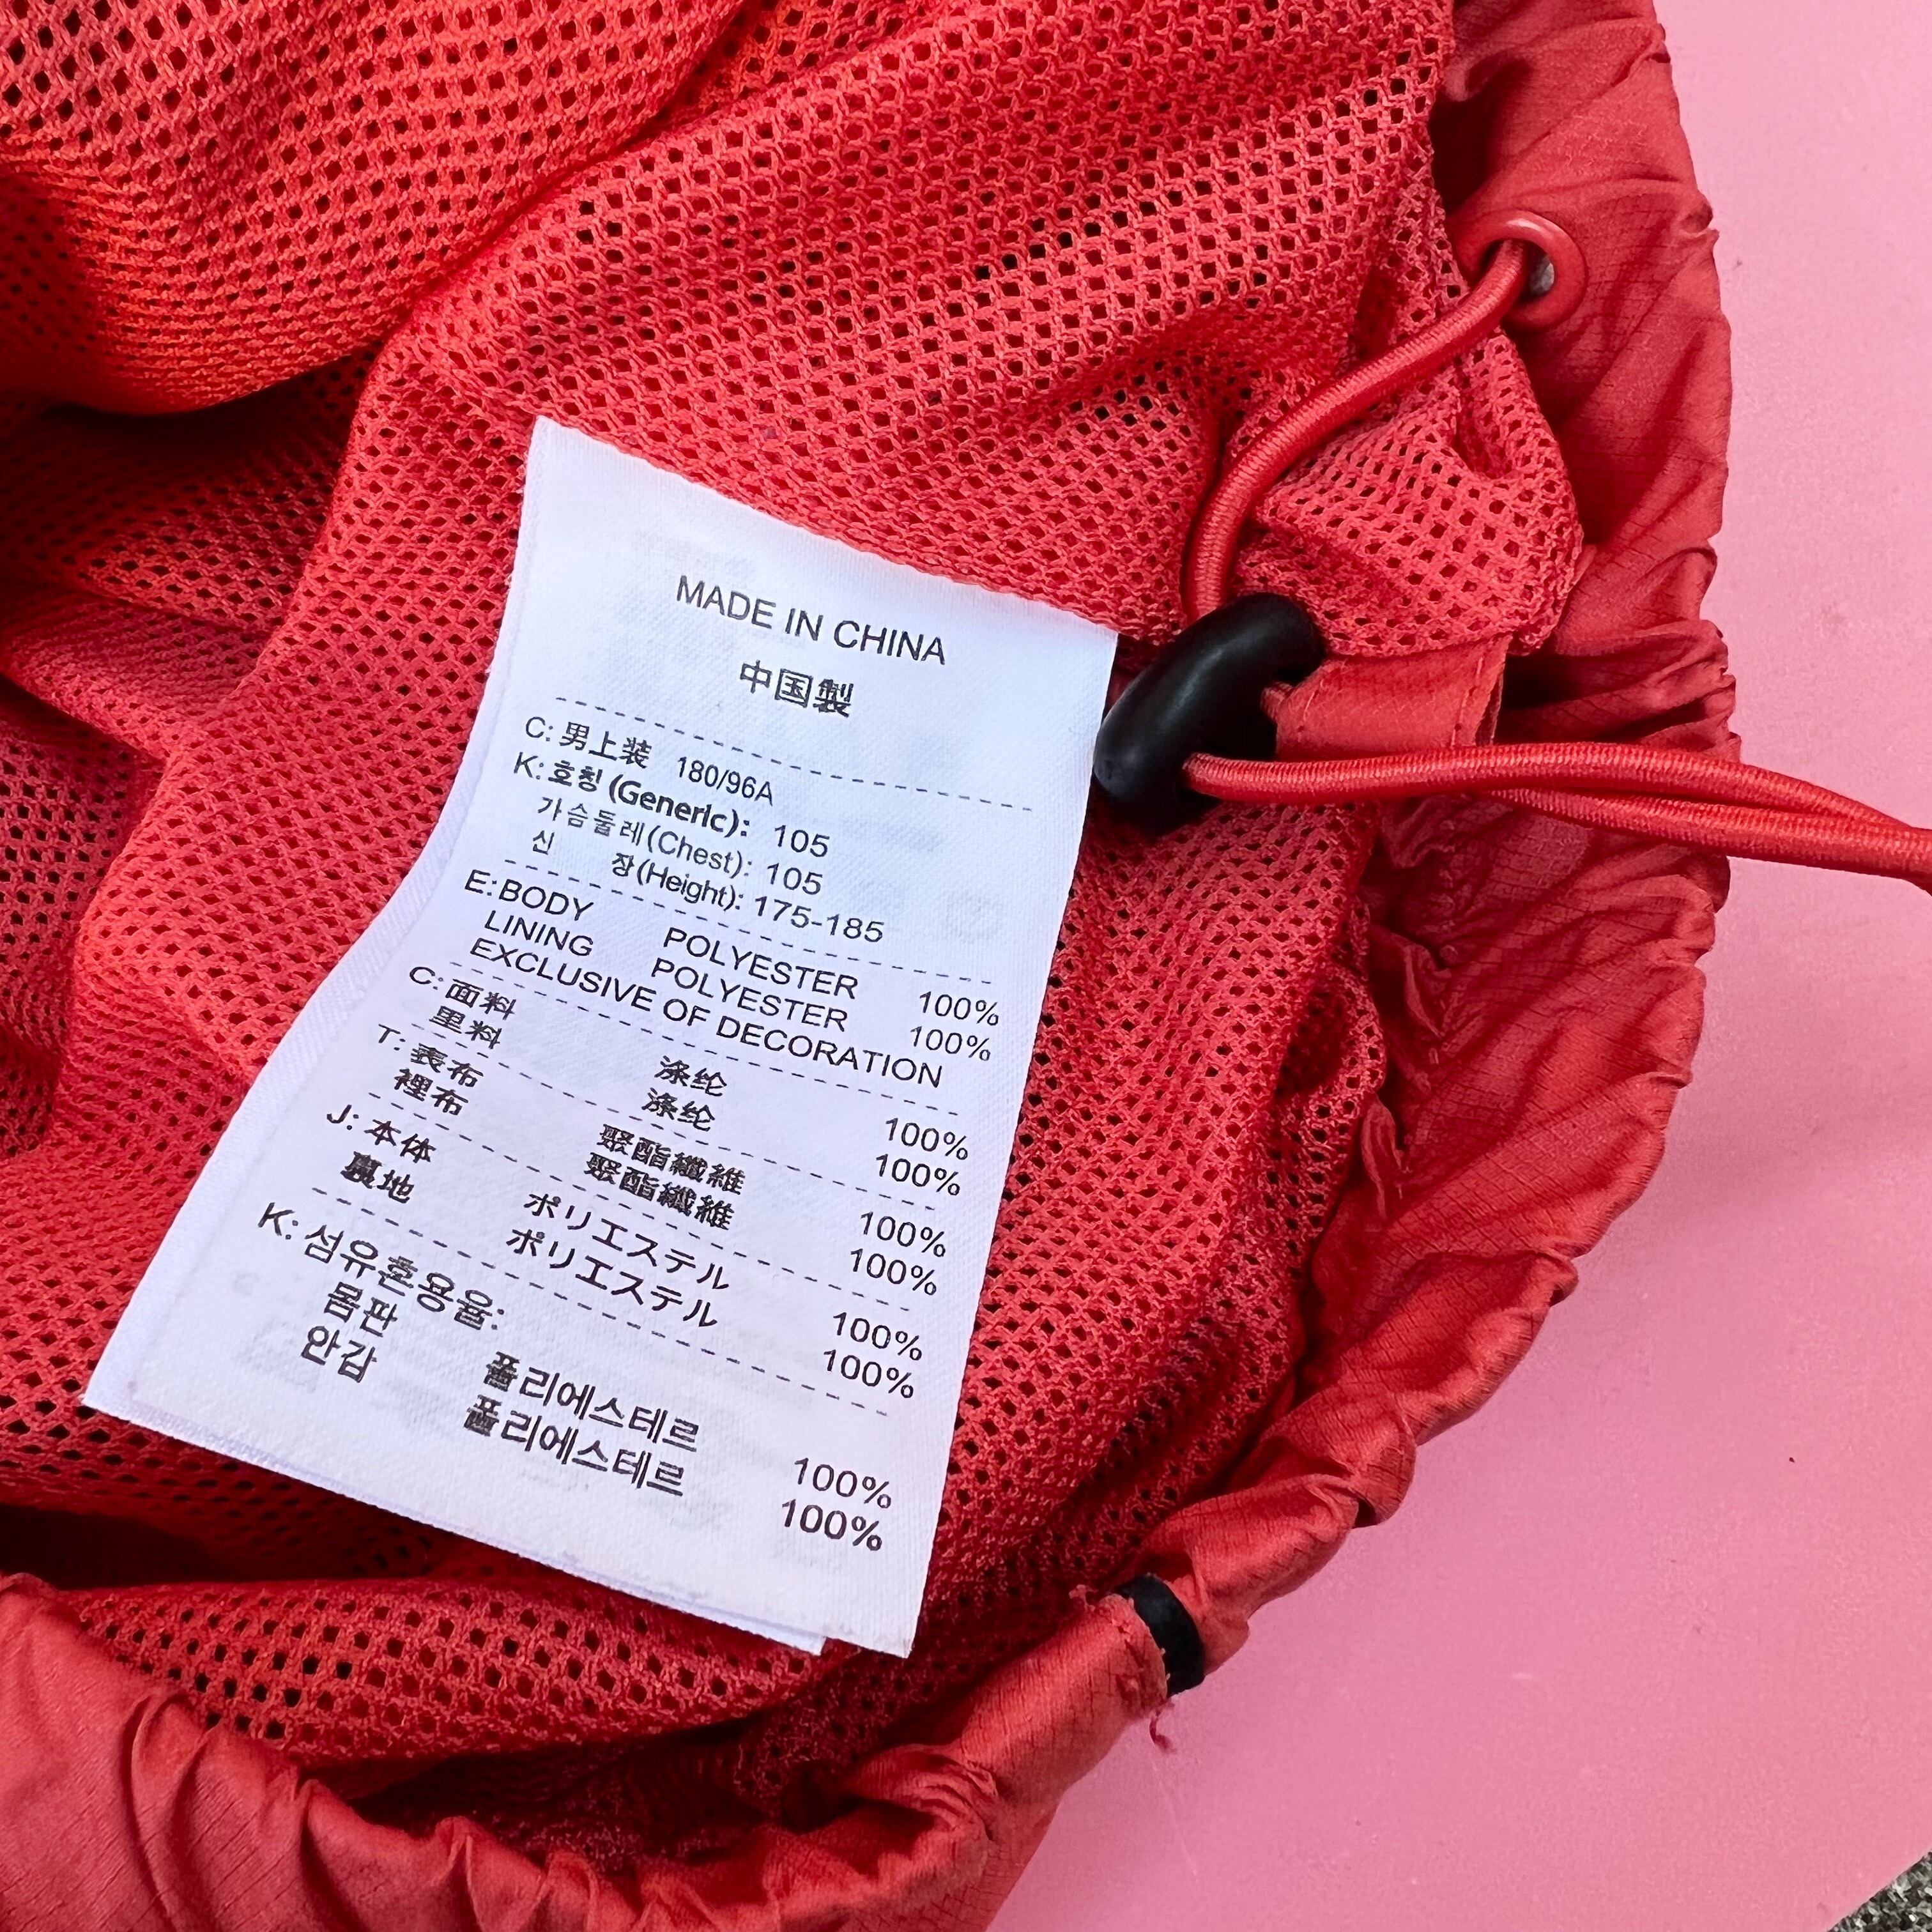 MADE IN CHINA
中国製
C: 男上装 180/96A
K: 호칭 (Generic): 105
가슴둘레(Chest): 105
신 장(Height): 175-185
E: BODY POLYESTER 100%
LINING POLYESTER 100%
EXCLUSIVE OF DECORATION
C: 面料 涤纶 100%
里料 涤纶 100%
T: 表布 聚酯纖維 100%
裡布 聚酯纖維 100%
J: 本体 ポリエステル 100%
裏地 ポリエステル 100%
K: 섬유혼용율:
몸판 폴리에스테르 100%
안감 폴리에스테르 100%